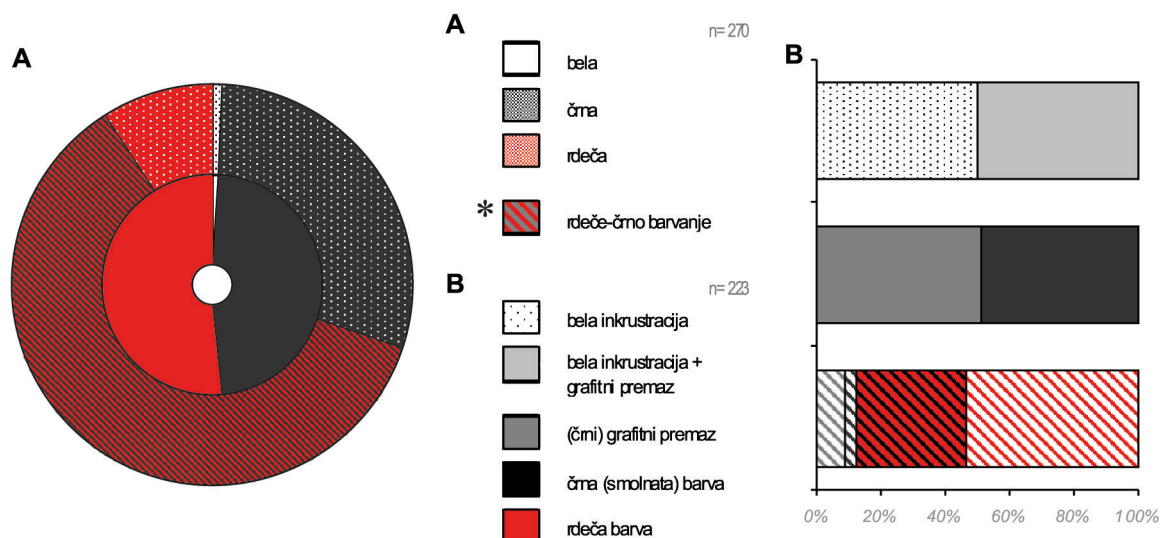 A
A
n= 270
bela
črna
rdeča
* rdeče-črno barvanje
B
n= 223
bela inkrustracija
bela inkrustracija +
grafitni premaz
(črni) grafitni premaz
črna (smolnata) barva
rdeča barva
B
0% 20% 40% 60% 80% 100%